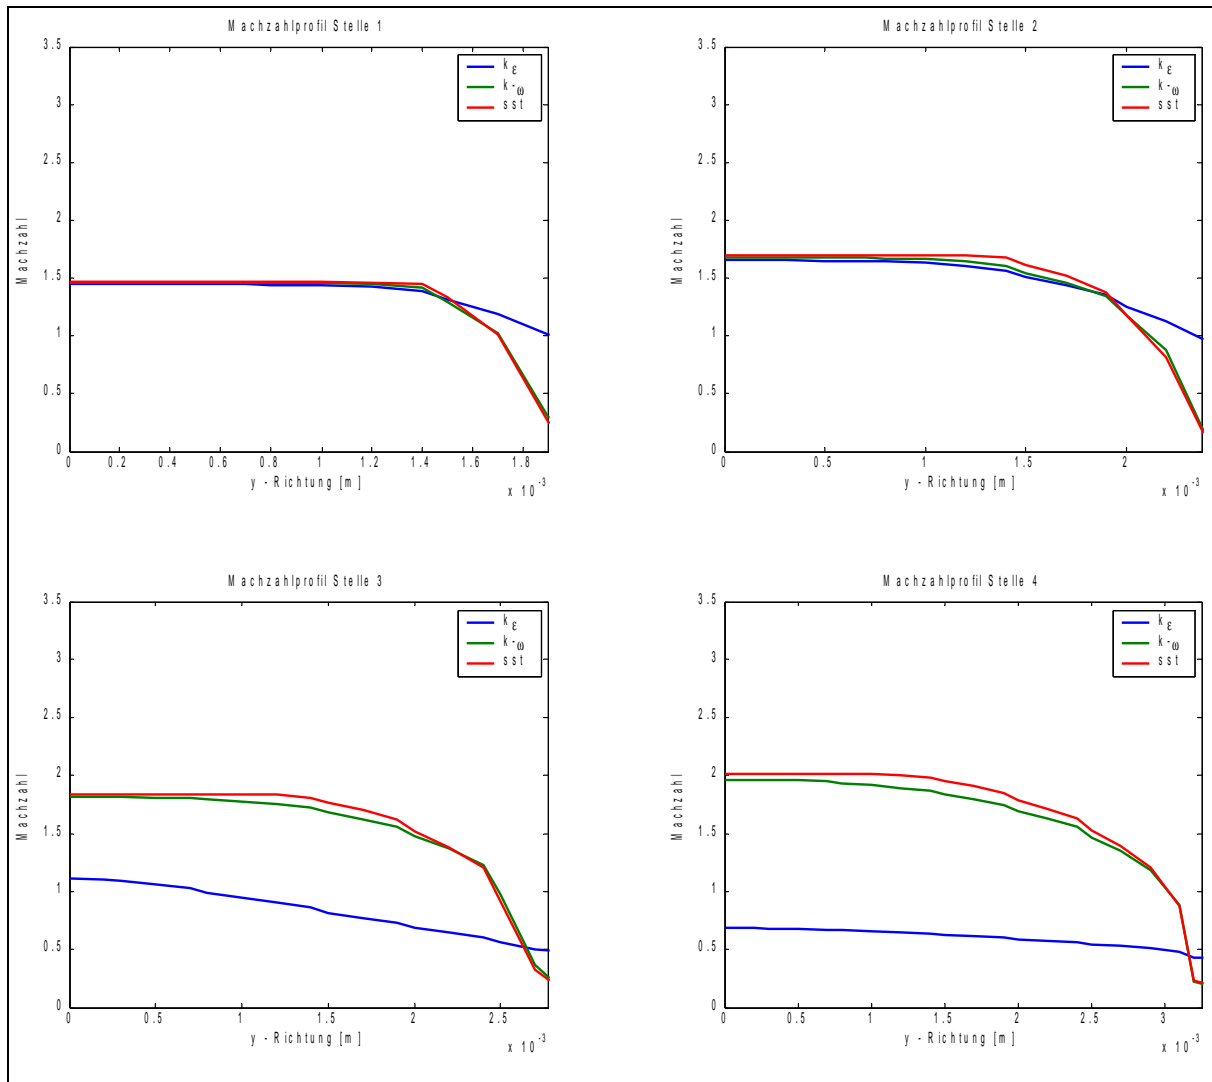 Machzahlprofil Stelle 1
3.5
3
2.5
2
1.5
1
0.5
0
Machzahl
k ε
k-ω
sst
0 0.2 0.4 0.6 0.8 1 1.2 1.4 1.6 1.8
y-Richtung [m]
x 10-3
Machzahlprofil Stelle 2
3.5
3
2.5
2
1.5
1
0.5
0
Machzahl
k ε
k-ω
sst
0 0.5 1 1.5 2
y-Richtung [m]
x 10-3
Machzahlprofil Stelle 3
3.5
3
2.5
2
1.5
1
0.5
0
Machzahl
k ε
k-ω
sst
0 0.5 1 1.5 2 2.5
y-Richtung [m]
x 10-3
Machzahlprofil Stelle 4
3.5
3
2.5
2
1.5
1
0.5
0
Machzahl
k ε
k-ω
sst
0 0.5 1 1.5 2 2.5 3
y-Richtung [m]
x 10-3